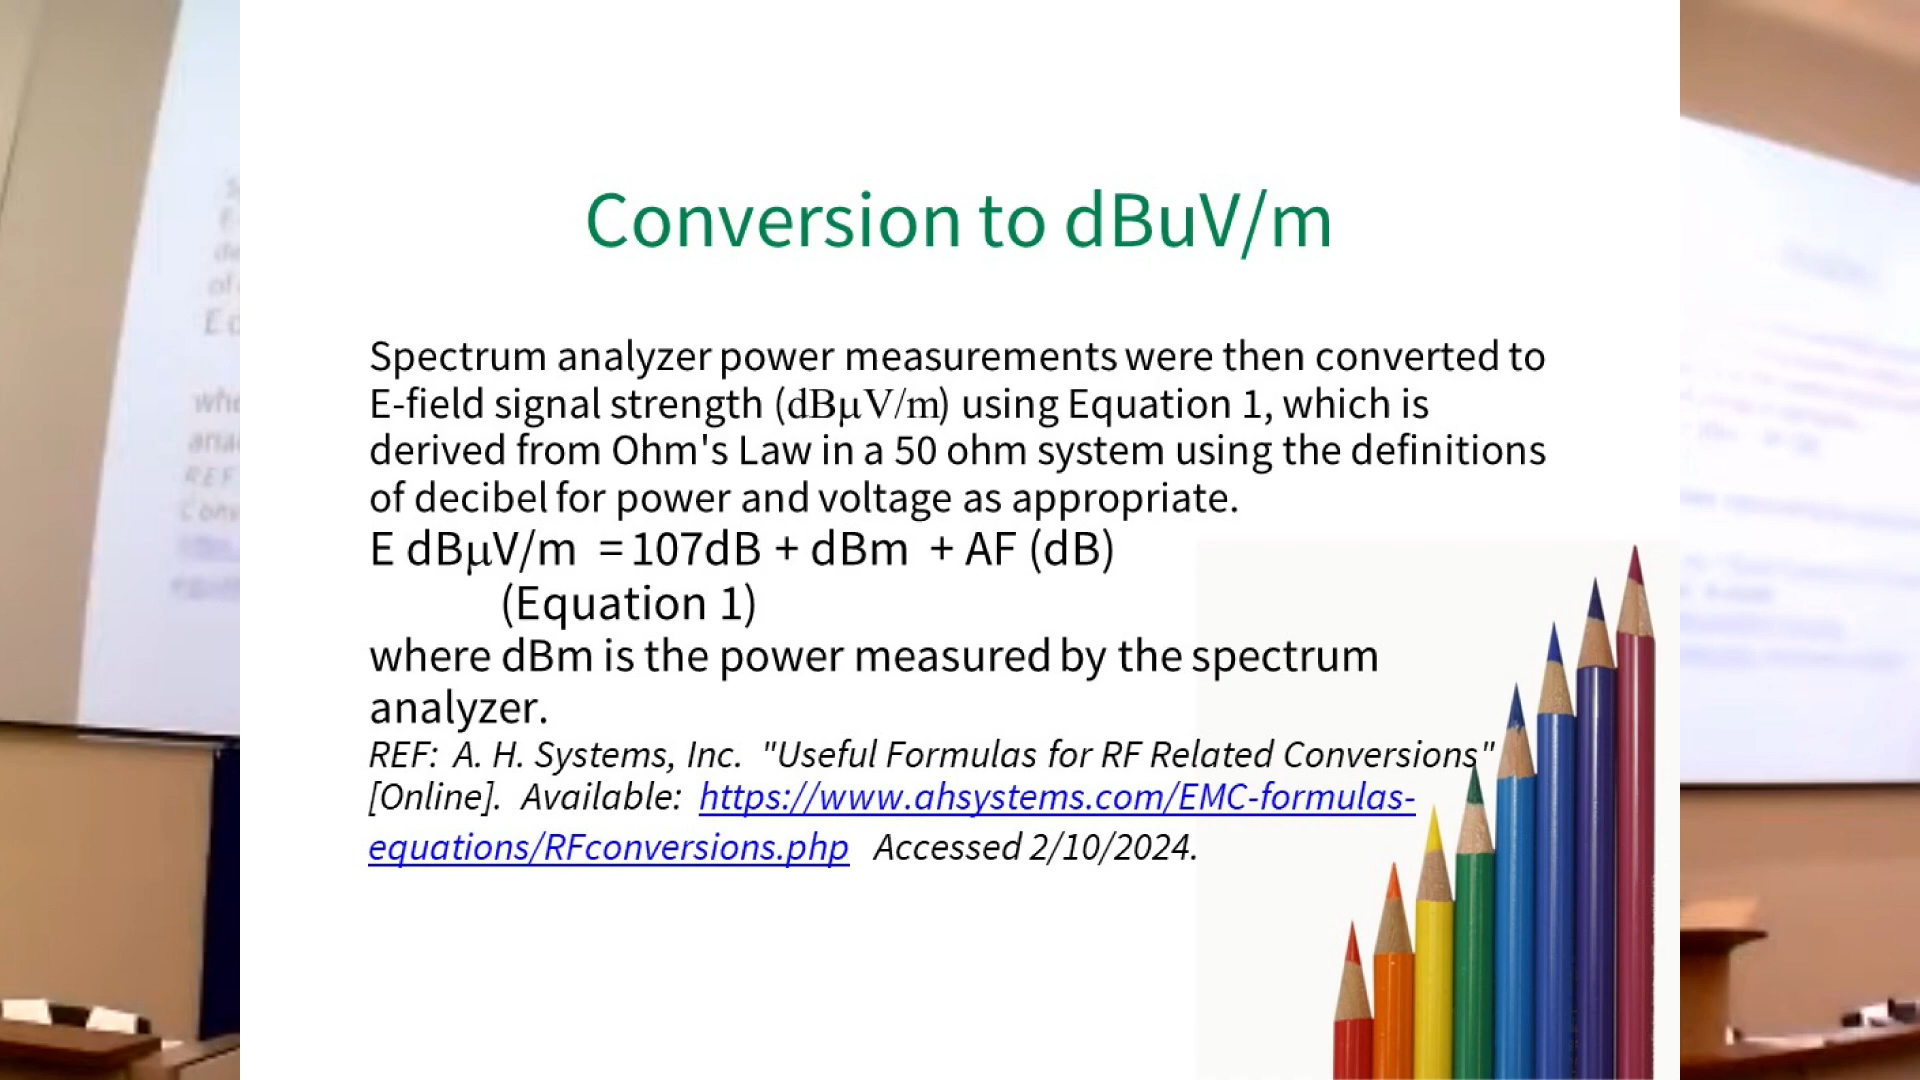 Conversion to dBuV/m
Spectrum analyzer power measurements were then converted to
E-field signal strength (dBµV/m) using Equation 1, which is
derived from Ohm's Law in a 50 ohm system using the definitions
of decibel for power and voltage as appropriate.
E dBµV/m = 107dB + dBm + AF (dB)
(Equation 1)
where dBm is the power measured by the spectrum
analyzer.
REF: A. H. Systems, Inc. "Useful Formulas for RF Related Conversions"
[Online]. Available: https://www.ahsystems.com/EMC-formulas-
equations/RFconversions.php Accessed 2/10/2024.